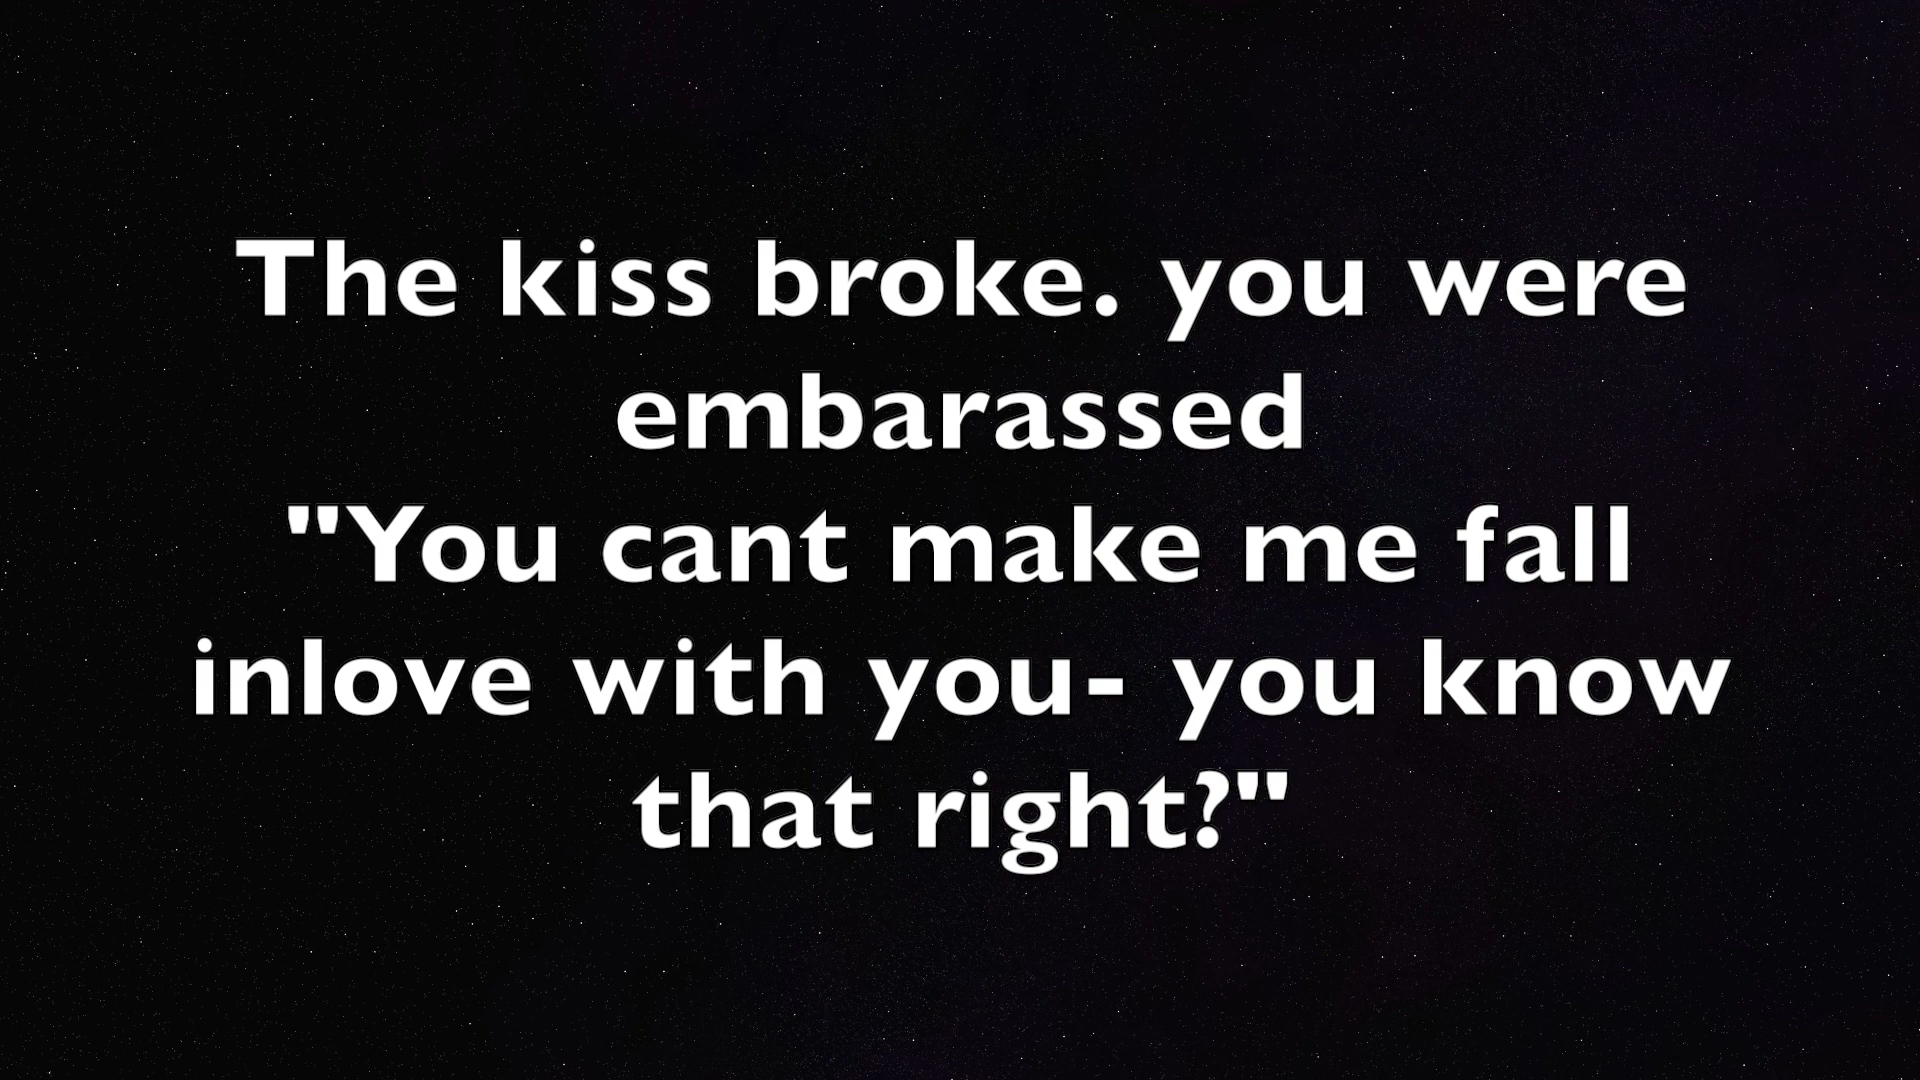 The kiss broke. you were
embarassed
"You cant make me fall
inlove with you- you know
that right?"